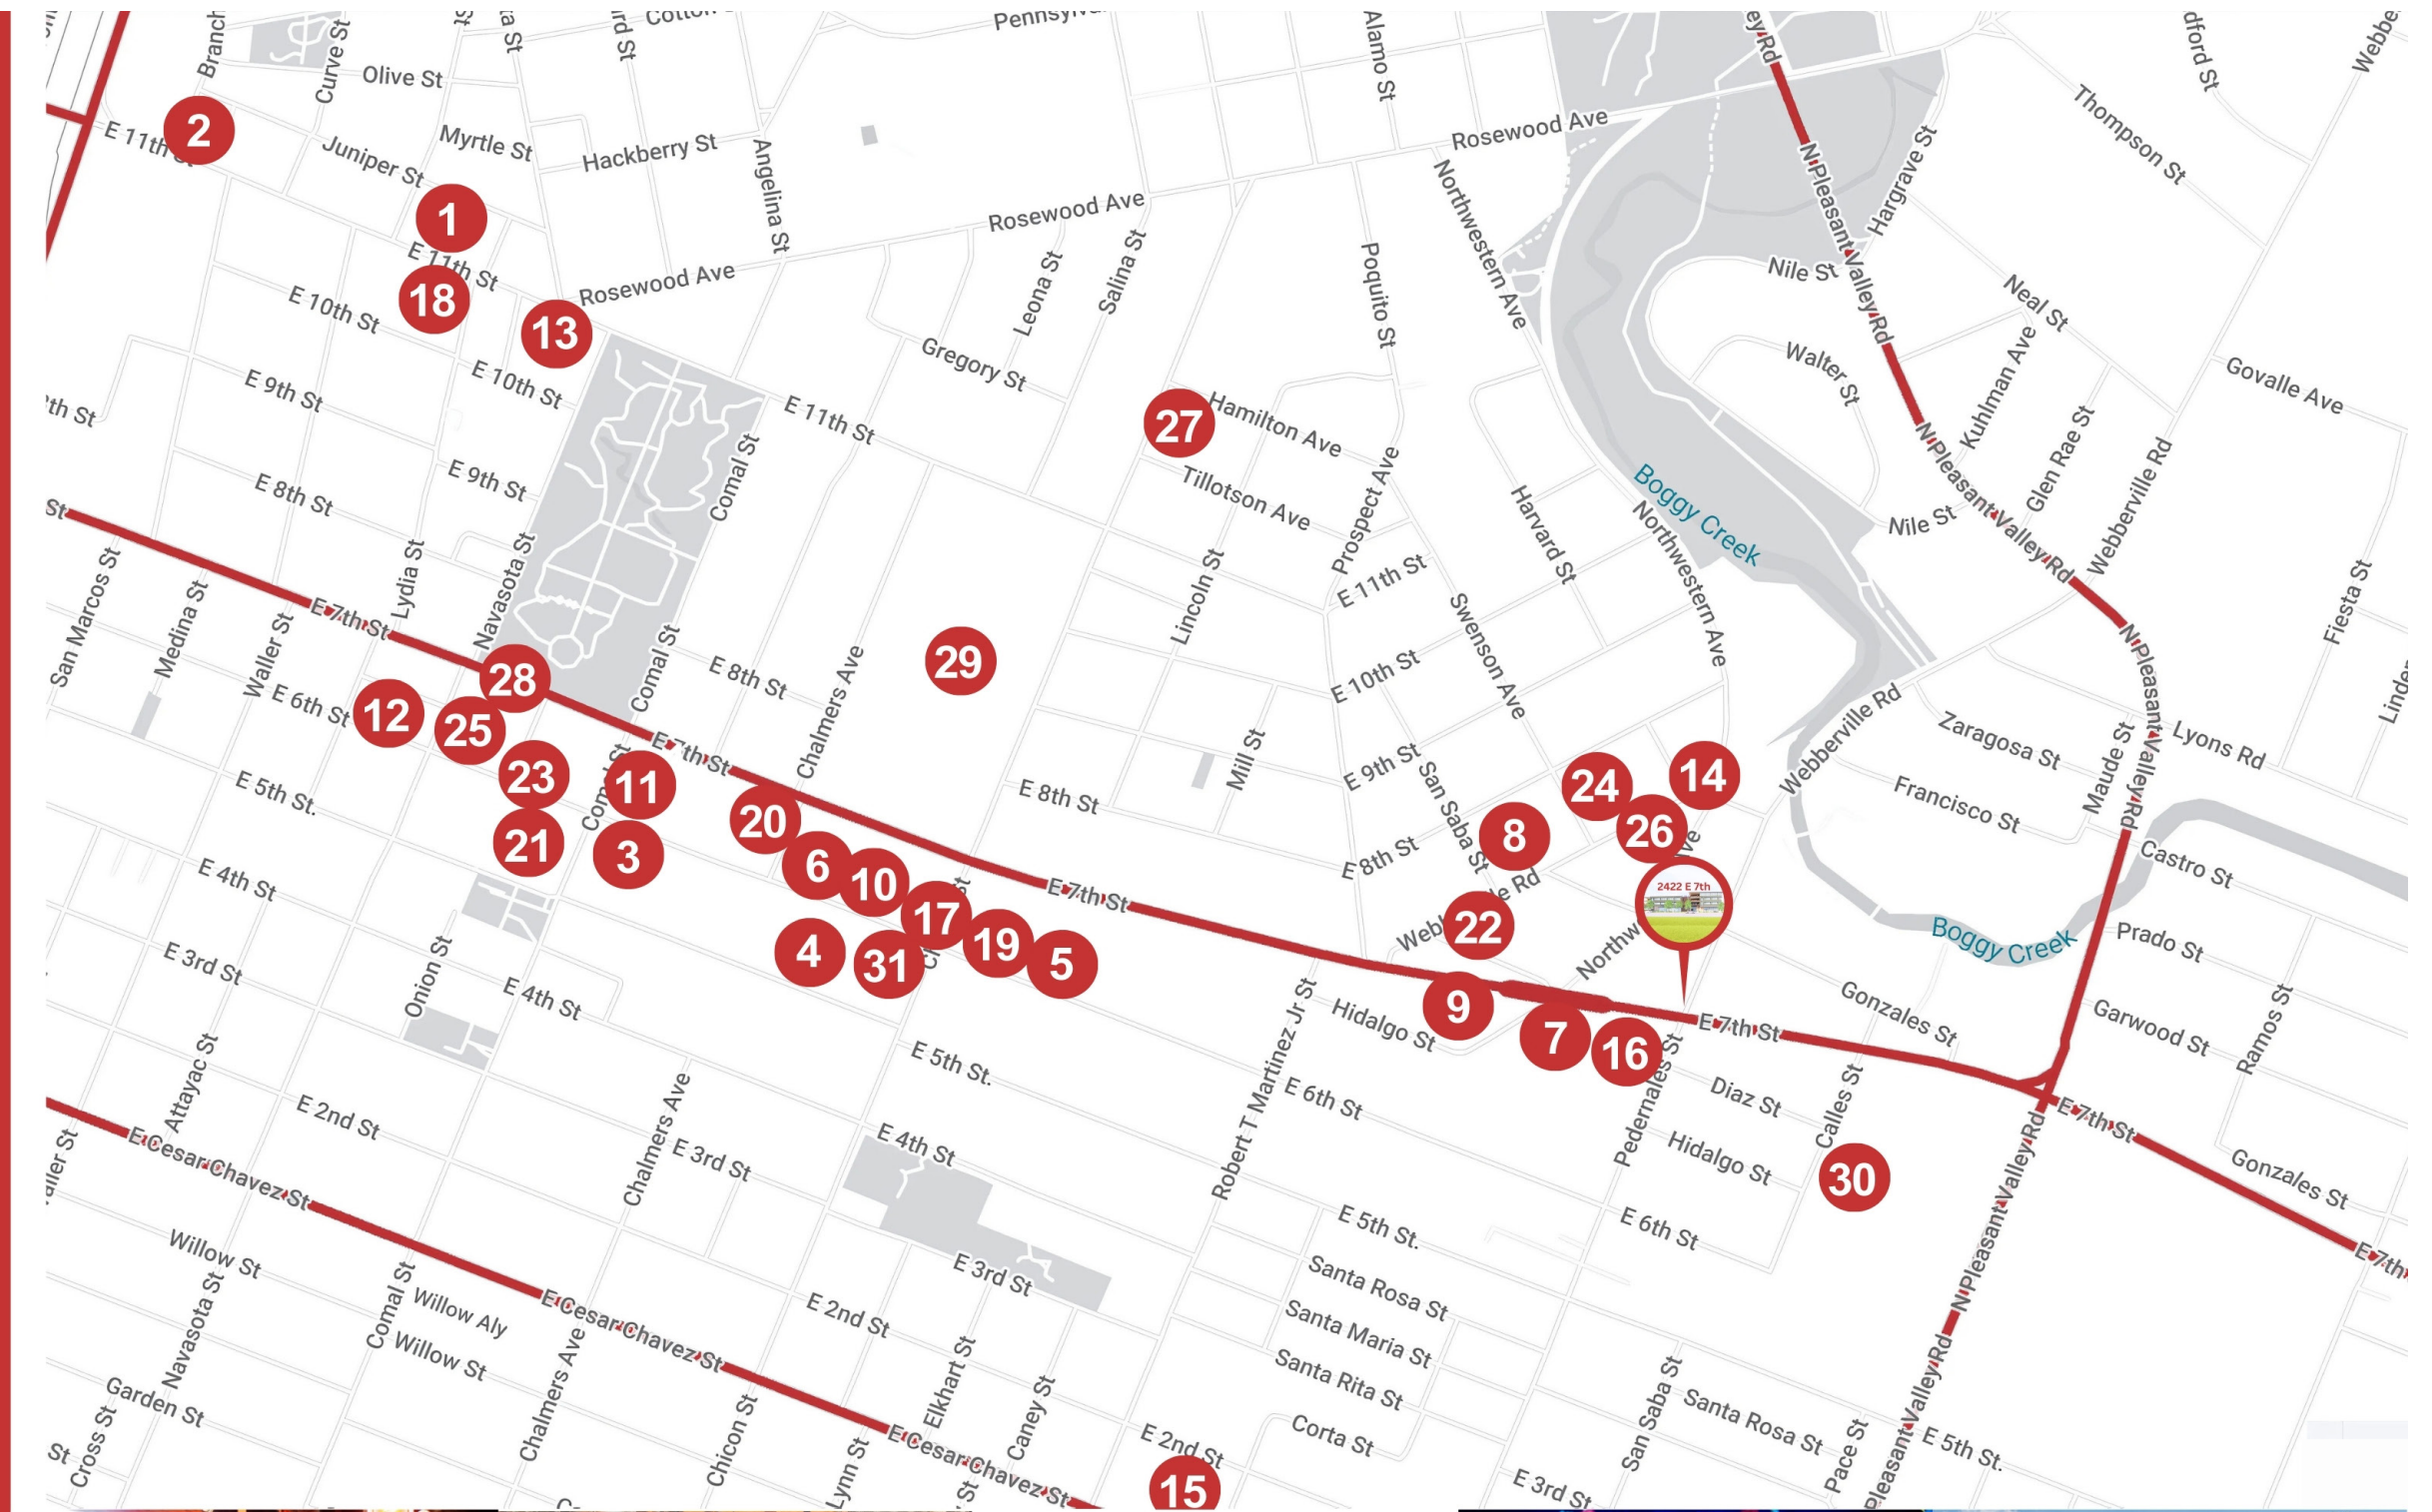 Branch
Curve St
Olive St
Juniper St
Myrtle St
Hackberry St
Angelina St
Alamo St
Rosewood Ave
Rosewood Ave
Rosewood Ave
Thompson St
Hargrave St
N Pleasant Valley Rd
Nile St
Neal St
Walter St
Kuhlman Ave
Govalle Ave
Glen Rae St
N Pleasant Valley Rd
Webberville Rd
Nile St
2
E 11th St
1
E 11th St
18
13
E 10th St
E 10th St
E 9th St
E 9th St
E 8th St
Leona St
Salina St
Gregory St
E 11th St
Comal St
27
Hamilton Ave
Tillotson Ave
Poquito St
Northwestern Ave
Prospect Ave
Harvard St
Boggy Creek
Northwestern Ave
Fiesta St
San Marcos St
Medina St
Waller St
E 7th St
Lydia St
Navasota St
28
Comal St
E 8th St
Chalmers Ave
29
Lincoln St
E 11th St
E 10th St
Swenson Ave
Webberville Rd
Zaragosa St
N Pleasant Valley Rd
Lyons Rd
Maude St
Francisco St
E 6th St
12
25
23
11
E 7th St
21
3
20
6
10
17
19
5
4
31
E 8th St
Mill St
E 9th St
San Saba St
E 8th St
24
14
8
26
22
2422 E 7th
E 7th St
Castro St
Prado St
Boggy Creek
Gonzales St
Garwood St
Ramos St
E 5th St.
E 4th St
E 3rd St
Onion St
E 4th St
Attayac St
E 2nd St
Chalmers Ave
E 3rd St
E 5th St.
E 4th St
Robert T Martinez Jr St
E 6th St
Hidalgo St
9
7
16
E 7th St
Pedernales St
Diaz St
Hidalgo St
Calles St
30
E 7th St
Gonzales St
N Pleasant Valley Rd
E Cesar Chavez St
Willow St
Willow Aly
Willow St
Comal St
Navasota St
Garden St
Cross St
E Cesar Chavez St
Chalmers Ave
Chicon St
E 2nd St
E 3rd St
Elkhart St
Caney St
Lynn St
E Cesar Chavez St
E 2nd St
15
E 5th St.
E 6th St
Santa Rosa St
Santa Maria St
Santa Rita St
Corta St
E 3rd St
San Saba St
Santa Rosa St
Pace St
Pleasant Valley Rd
E 5th St.
E 7th